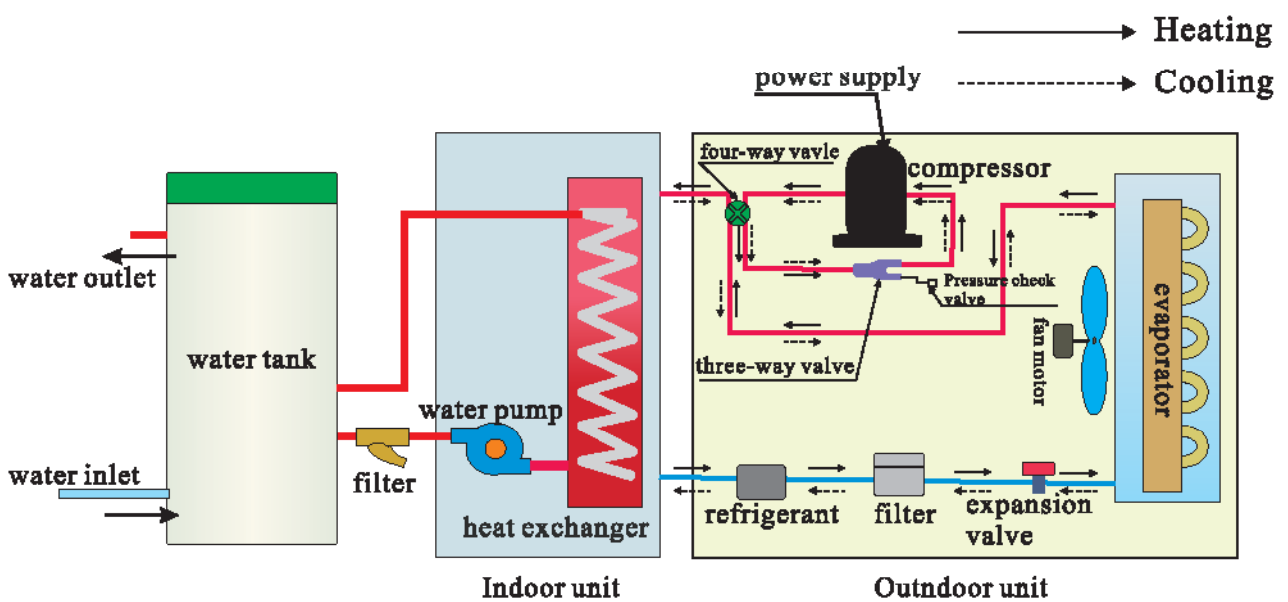 Heating
Cooling
power supply
four-way vavle
compressor
water outlet
Pressure check
valve
evaporator
fan motor
water tank
three-way valve
water pump
water inlet
filter
refrigerant
filter
expansion
valve
heat exchanger
Indoor unit
Outndoor unit